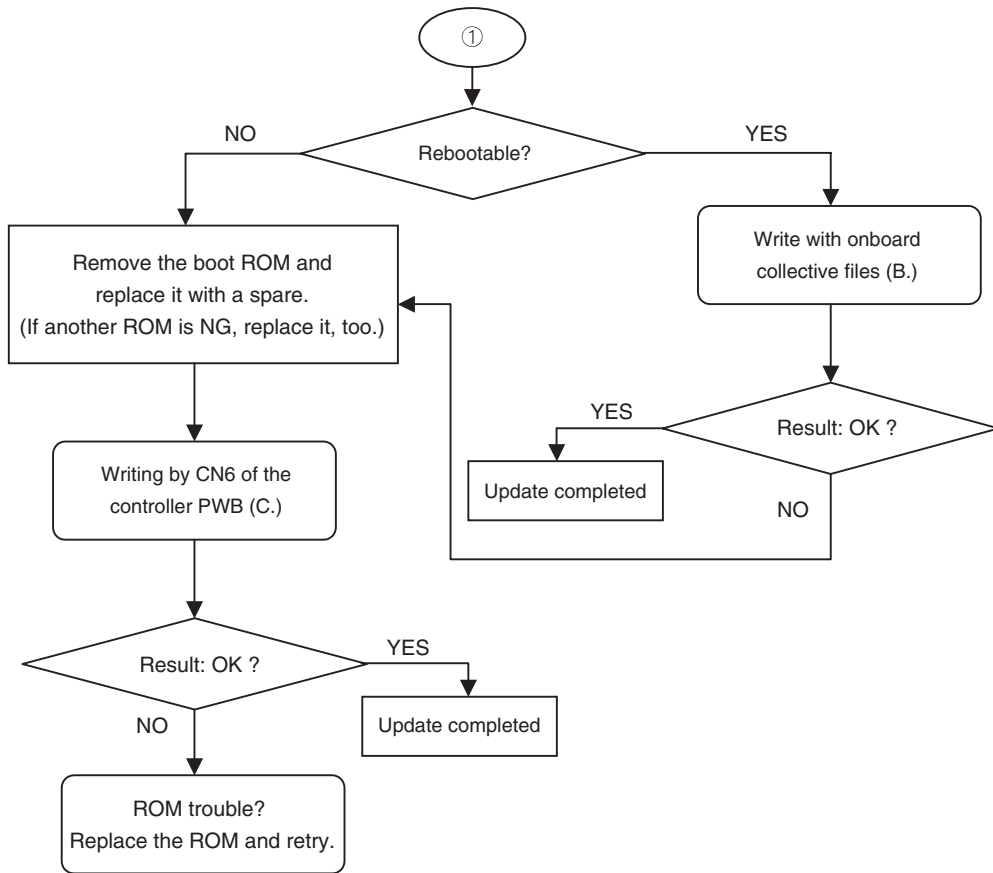 ①
Rebootable?
NO
YES
Remove the boot ROM and
replace it with a spare.
(If another ROM is NG, replace it, too.)
Write with onboard
collective files (B.)
YES
Result: OK ?
Update completed
NO
Writing by CN6 of the
controller PWB (C.)
Result: OK ?
YES
NO
Update completed
ROM trouble?
Replace the ROM and retry.